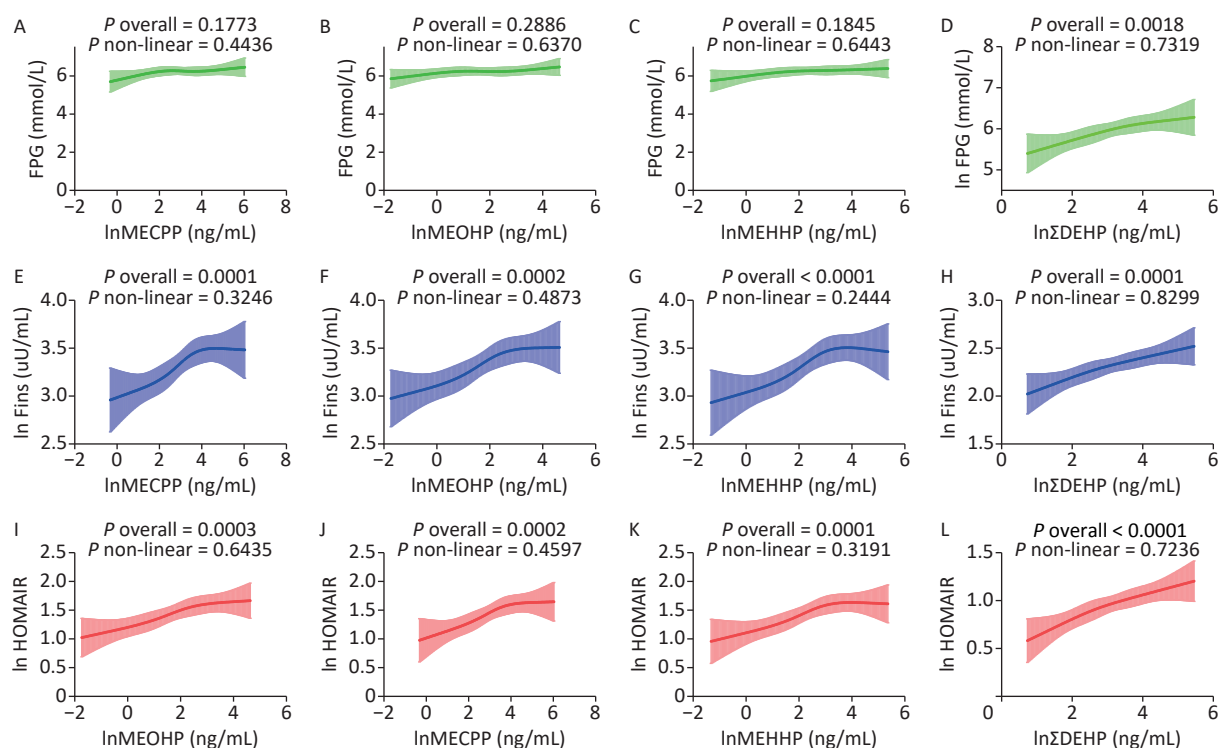 A
P overall = 0.1773
P non-linear = 0.4436
FPG (mmol/L)
8
6
4
2
0
−2 0 2 4 6 8
lnMECPP (ng/mL)
B
P overall = 0.2886
P non-linear = 0.6370
FPG (mmol/L)
8
6
4
2
0
−2 0 2 4 6
lnMEOHP (ng/mL)
C
P overall = 0.1845
P non-linear = 0.6443
FPG (mmol/L)
8
6
4
2
0
−2 0 2 4 6
lnMEHHP (ng/mL)
D
P overall = 0.0018
P non-linear = 0.7319
ln FPG (mmol/L)
8
7
6
5
0 2 4 6
lnΣDEHP (ng/mL)
E
P overall = 0.0001
P non-linear = 0.3246
ln Fins (uU/mL)
4.0
3.5
3.0
2.5
−2 0 2 4 6 8
lnMECPP (ng/mL)
F
P overall = 0.0002
P non-linear = 0.4873
ln Fins (uU/mL)
4.0
3.5
3.0
2.5
−2 0 2 4 6
lnMEOHP (ng/mL)
G
P overall < 0.0001
P non-linear = 0.2444
ln Fins (uU/mL)
4.0
3.5
3.0
2.5
−2 0 2 4 6
lnMEHHP (ng/mL)
H
P overall = 0.0001
P non-linear = 0.8299
ln Fins (uU/mL)
3.0
2.5
2.0
1.5
0 2 4 6
lnΣDEHP (ng/mL)
I
P overall = 0.0003
P non-linear = 0.6435
ln HOMAIR
2.5
2.0
1.5
1.0
0.5
0
−2 0 2 4 6
lnMEOHP (ng/mL)
J
P overall = 0.0002
P non-linear = 0.4597
ln HOMAIR
2.5
2.0
1.5
1.0
0.5
0
−2 0 2 4 6 8
lnMECPP (ng/mL)
K
P overall = 0.0001
P non-linear = 0.3191
ln HOMAIR
2.5
2.0
1.5
1.0
0.5
0
−2 0 2 4 6
lnMEHHP (ng/mL)
L
P overall < 0.0001
P non-linear = 0.7236
ln HOMAIR
1.5
1.0
0.5
0 2 4 6
lnΣDEHP (ng/mL)